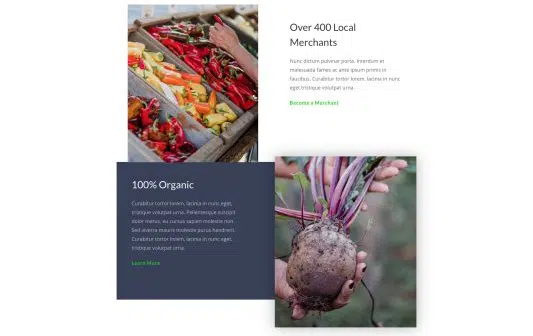 Over 400 Local
Merchants
Nunc dictum pulvinar porta. Interdum et
malesuada fames ac ante ipsum primis in
faucibus. Curabitur tortor lorem, lacinia in nunc
eget,tristique volutpat urna.
Become a Merchant
100% Organic
Curabitur tortor lorem, lacinia in nunc eget,
tristique volutpat urna. Pellentesque suscipit
dolor metus, eu cursus sapien molestie non.
Sed viverra mauris molestie purus hendrerit.
Curabitur tortor lorem, lacinia in nunc eget,
tristique volutpat urna.
Learn More